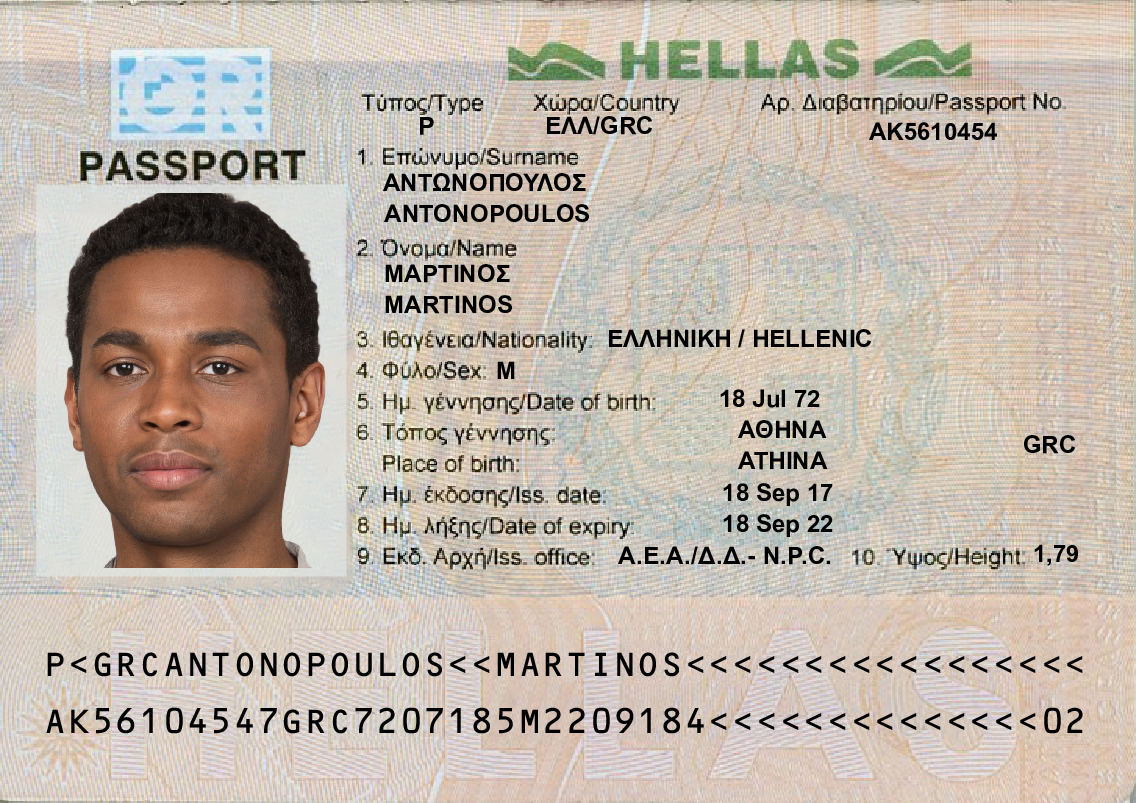 GR
HELLAS
PASSPORT
Τύπος/Type Χώρα/Country Αρ. Διαβατηρίου/Passport No.
P ΕΛΛ/GRC AK5610454
1. Επώνυμο/Surname
ΑΝΤΩΝΟΠΟΥΛΟΣ
ANTONOPOULOS
2. Όνομα/Name
ΜΑΡΤΙΝΟΣ
MARTINOS
3. Ιθαγένεια/Nationality: ΕΛΛΗΝΙΚΗ / HELLENIC
4. Φύλο/Sex: M
5. Ημ. γέννησης/Date of birth: 18 Jul 72
6. Τόπος γέννησης: ΑΘΗΝΑ
Place of birth: ATHINA GRC
7. Ημ. έκδοσης/Iss. date: 18 Sep 17
8. Ημ. λήξης/Date of expiry: 18 Sep 22
9 Εκδ. Αρχή/Iss. office: Α.Ε.Α./Δ.Δ.- N.P.C. 10. Ύψος/Height: 1,79
HELLAS
P<GRCANTONOPOULOS<<MARTINOS<<<<<<<<<<<<<<<<<
AK56104547GRC7207185M2209184<<<<<<<<<<<<<<02